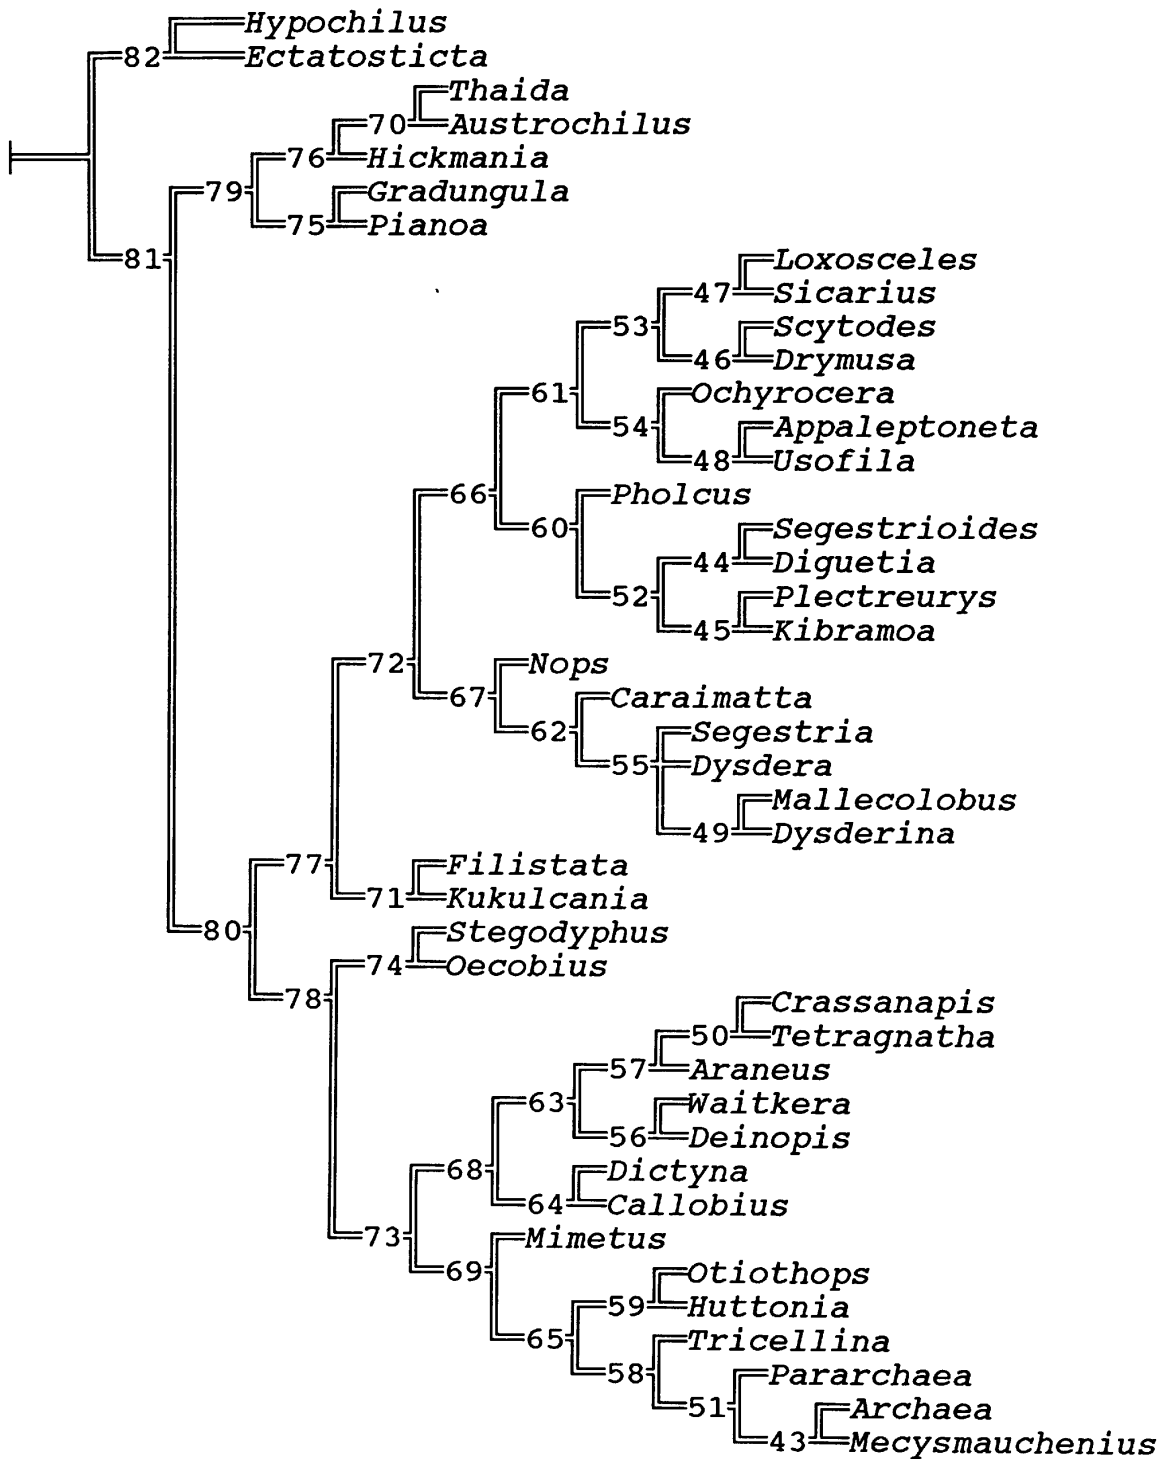 Hypochilus
82 Ectatosticta
Thaida
70 Austrochilus
76 Hickmania
79 Gradungula
75 Pianoa
81 Loxosceles
47 Sicarius
53 Scytodes
46 Drymusa
61 Ochyrocera
54 Appaleptoneta
48 Usofila
66 Pholcus
60 Segestrioides
44 Diguetia
52 Plectreurys
45 Kibramoa
72 Nops
67 Caraimatta
62 Segestria
55 Dysdera
Mallecolobus
49 Dysderina
77 Filistata
71 Kukulcania
80 Stegodyphus
74 Oecobius
78 Crassanapis
50 Tetragnatha
57 Araneus
63 Waitkera
56 Deinopis
68 Dictyna
64 Callobius
73 Mimetus
69 Otiothops
59 Huttonia
65 Tricellina
58 Pararchaea
51 Archaea
43 Mecysmauchenius